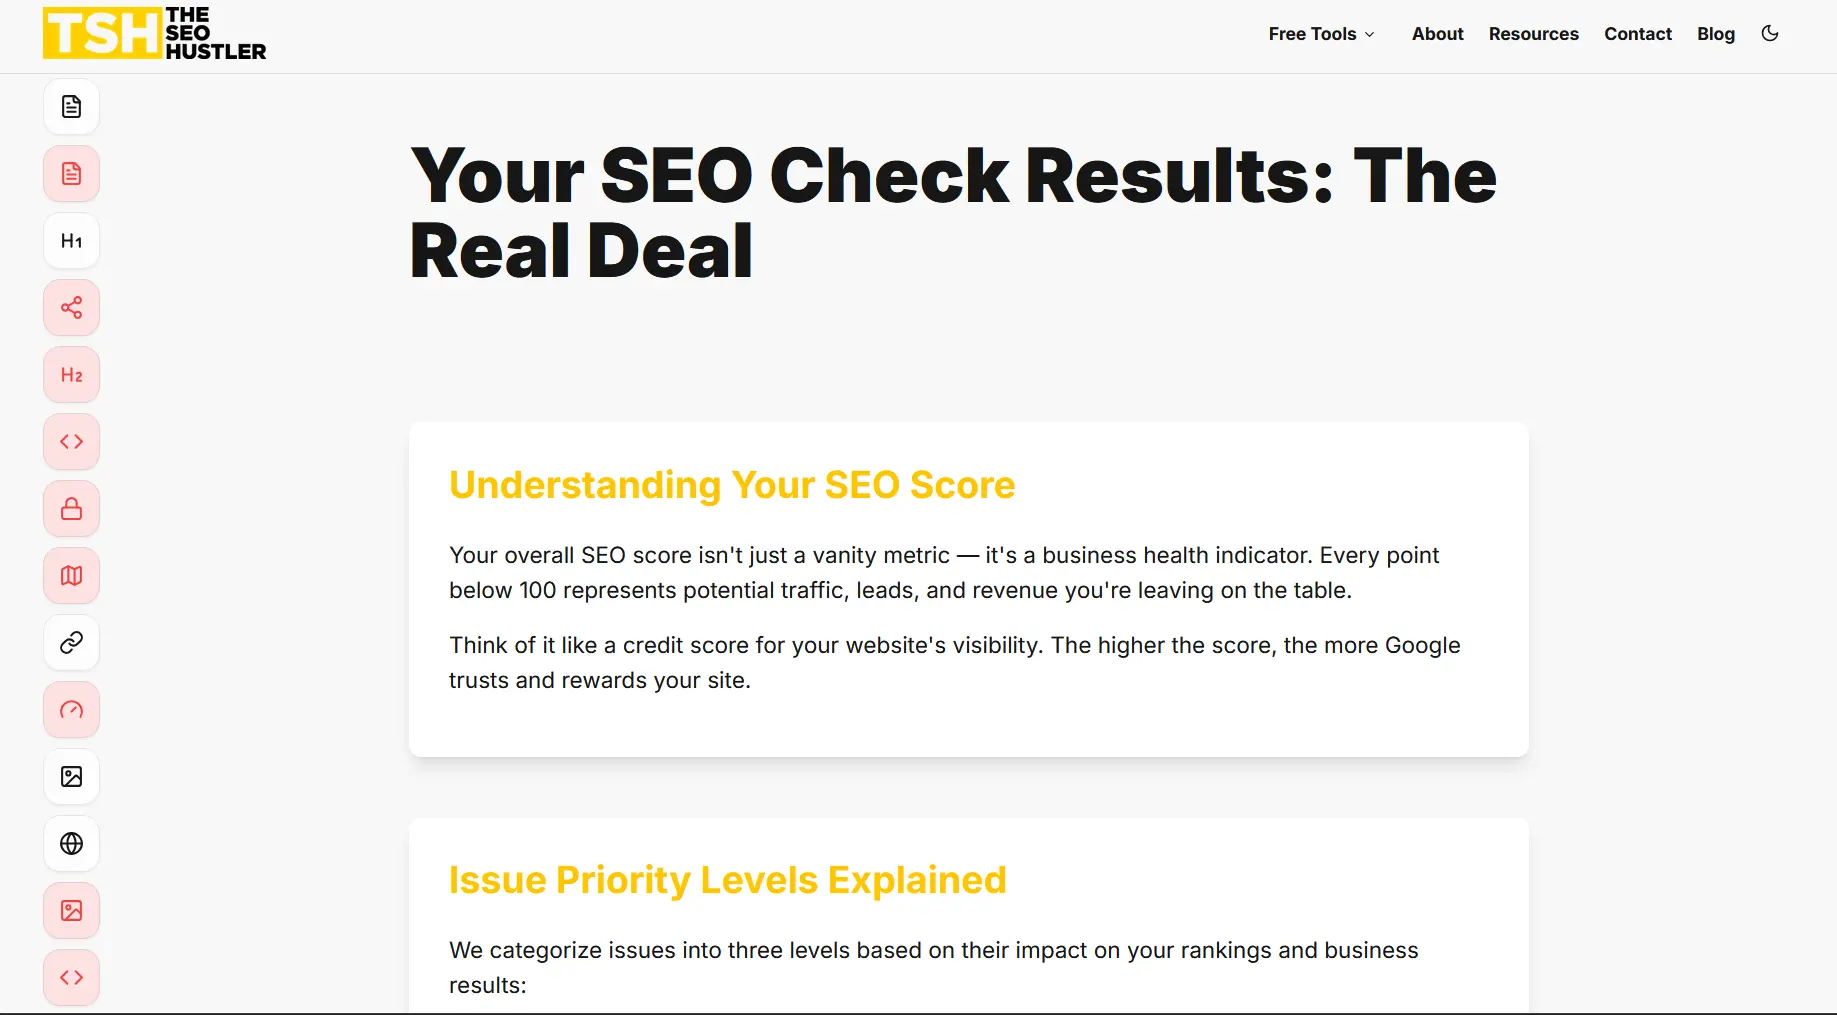 TSH THE
SEO
HUSTLER
Free Tools About Resources Contact Blog
H1
H2
Your SEO Check Results: The
Real Deal
Understanding Your SEO Score
Your overall SEO score isn't just a vanity metric — it's a business health indicator. Every point
below 100 represents potential traffic, leads, and revenue you're leaving on the table.
Think of it like a credit score for your website's visibility. The higher the score, the more Google
trusts and rewards your site.
Issue Priority Levels Explained
We categorize issues into three levels based on their impact on your rankings and business
results: